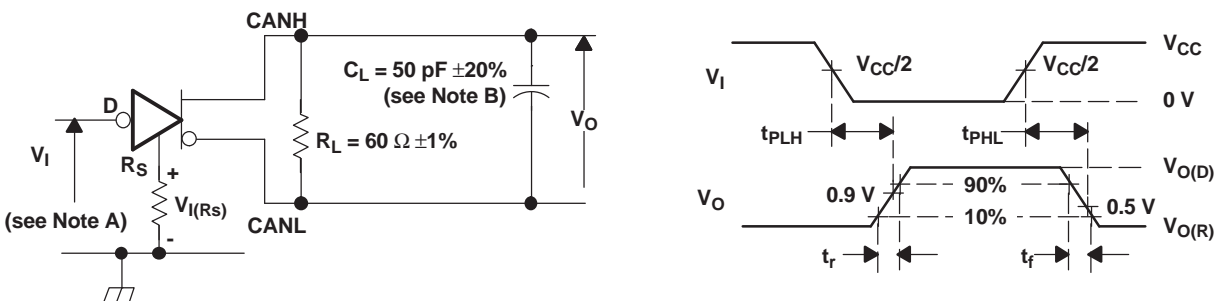 CANH
CL = 50 pF ±20%
(see Note B)
D
VO
VI
RS
RL = 60 Ω ±1%
+
VI(Rs)
(see Note A)
-
CANL
VI
VCC/2
VCC/2
VCC
0 V
tPLH
tPHL
VO
0.9 V
90%
10%
0.5 V
VO(D)
VO(R)
tr
tf